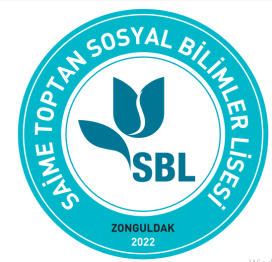 SAİME TOPTAN SOSYAL BİLİMLER LİSESİ
SBL
ZONGULDAK
2022